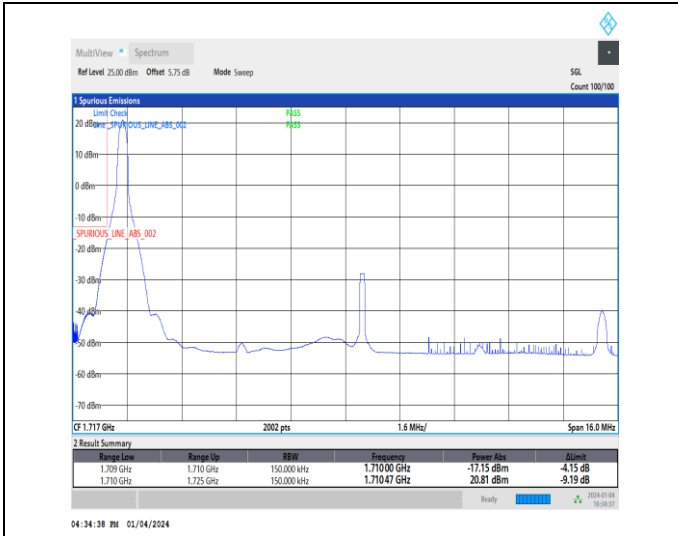 MultiView Spectrum
Ref Level 25.00 dBm Offset 5.75 dB Mode Sweep SGL
Count 100/100
1 Spurious Emissions
Limit Check PASS
Line _SPURIOUS_LINE_ABS_002 PASS
20 dBm
10 dBm
0 dBm
-10 dBm
_SPURIOUS_LINE_ABS_002
-20 dBm
-30 dBm
-40 dBm
-50 dBm
-60 dBm
-70 dBm
CF 1.717 GHz 2002 pts 1.6 MHz/ Span 16.0 MHz
2 Result Summary
Range Low Range Up RBW Frequency Power Abs ΔLimit
1.709 GHz 1.710 GHz 150.000 kHz 1.71000 GHz -17.15 dBm -4.15 dB
1.710 GHz 1.725 GHz 150.000 kHz 1.71047 GHz 20.81 dBm -9.19 dB
Ready 2024-01-04
16:34:37
04:34:38 PM 01/04/2024